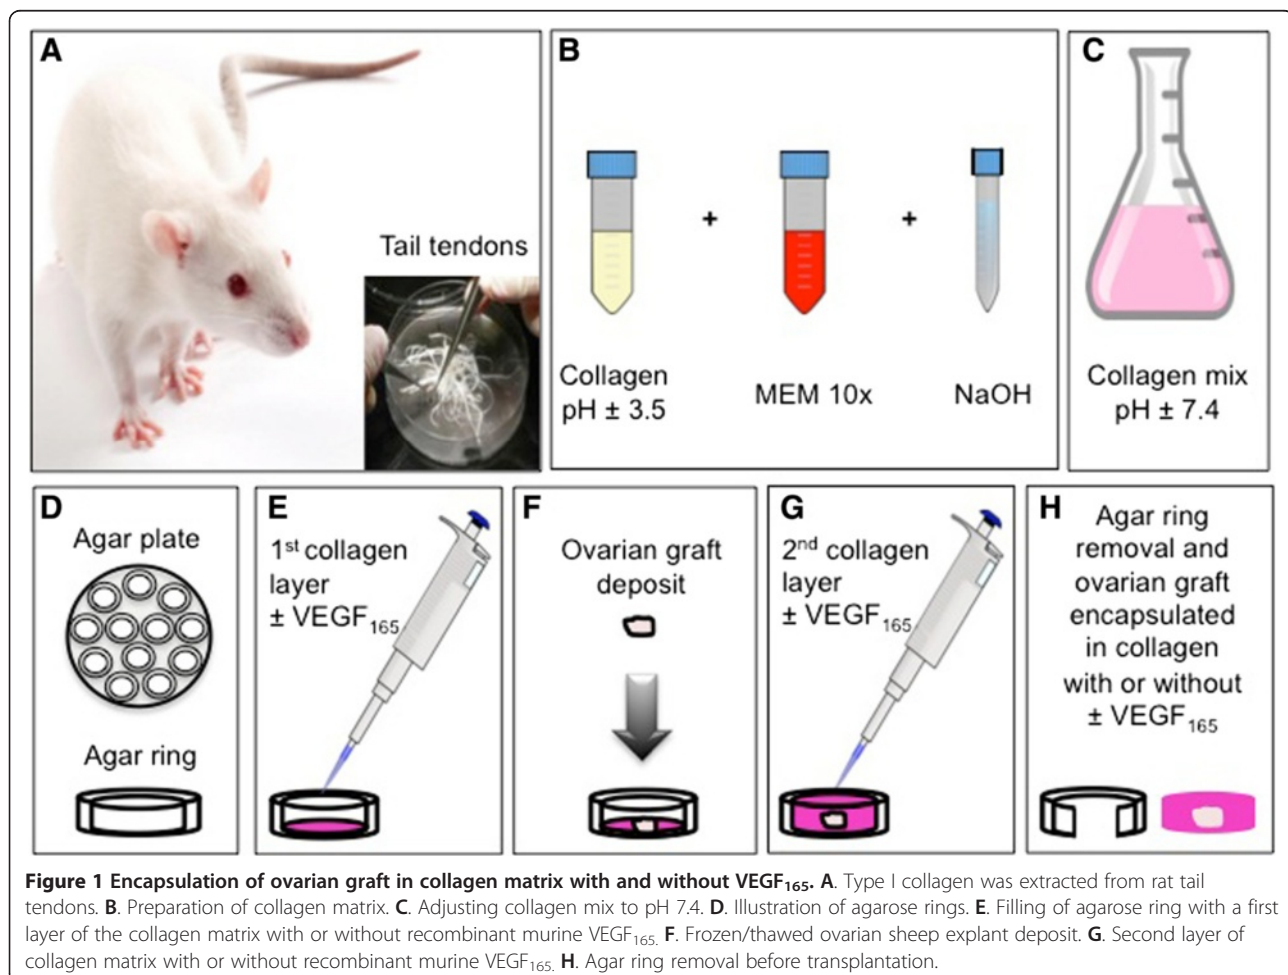 A
Tail tendons
B
+
+
Collagen
pH ± 3.5
MEM 10x
NaOH
C
Collagen mix
pH ± 7.4
D
Agar plate
Agar ring
E
1st collagen
layer
± VEGF165
F
Ovarian graft
deposit
G
2nd collagen
layer
± VEGF165
H
Agar ring
removal and
ovarian graft
encapsulated
in collagen
with or without
± VEGF165
Figure 1 Encapsulation of ovarian graft in collagen matrix with and without VEGF165. A. Type I collagen was extracted from rat tail
tendons. B. Preparation of collagen matrix. C. Adjusting collagen mix to pH 7.4. D. Illustration of agarose rings. E. Filling of agarose ring with a first
layer of the collagen matrix with or without recombinant murine VEGF165. F. Frozen/thawed ovarian sheep explant deposit. G. Second layer of
collagen matrix with or without recombinant murine VEGF165. H. Agar ring removal before transplantation.